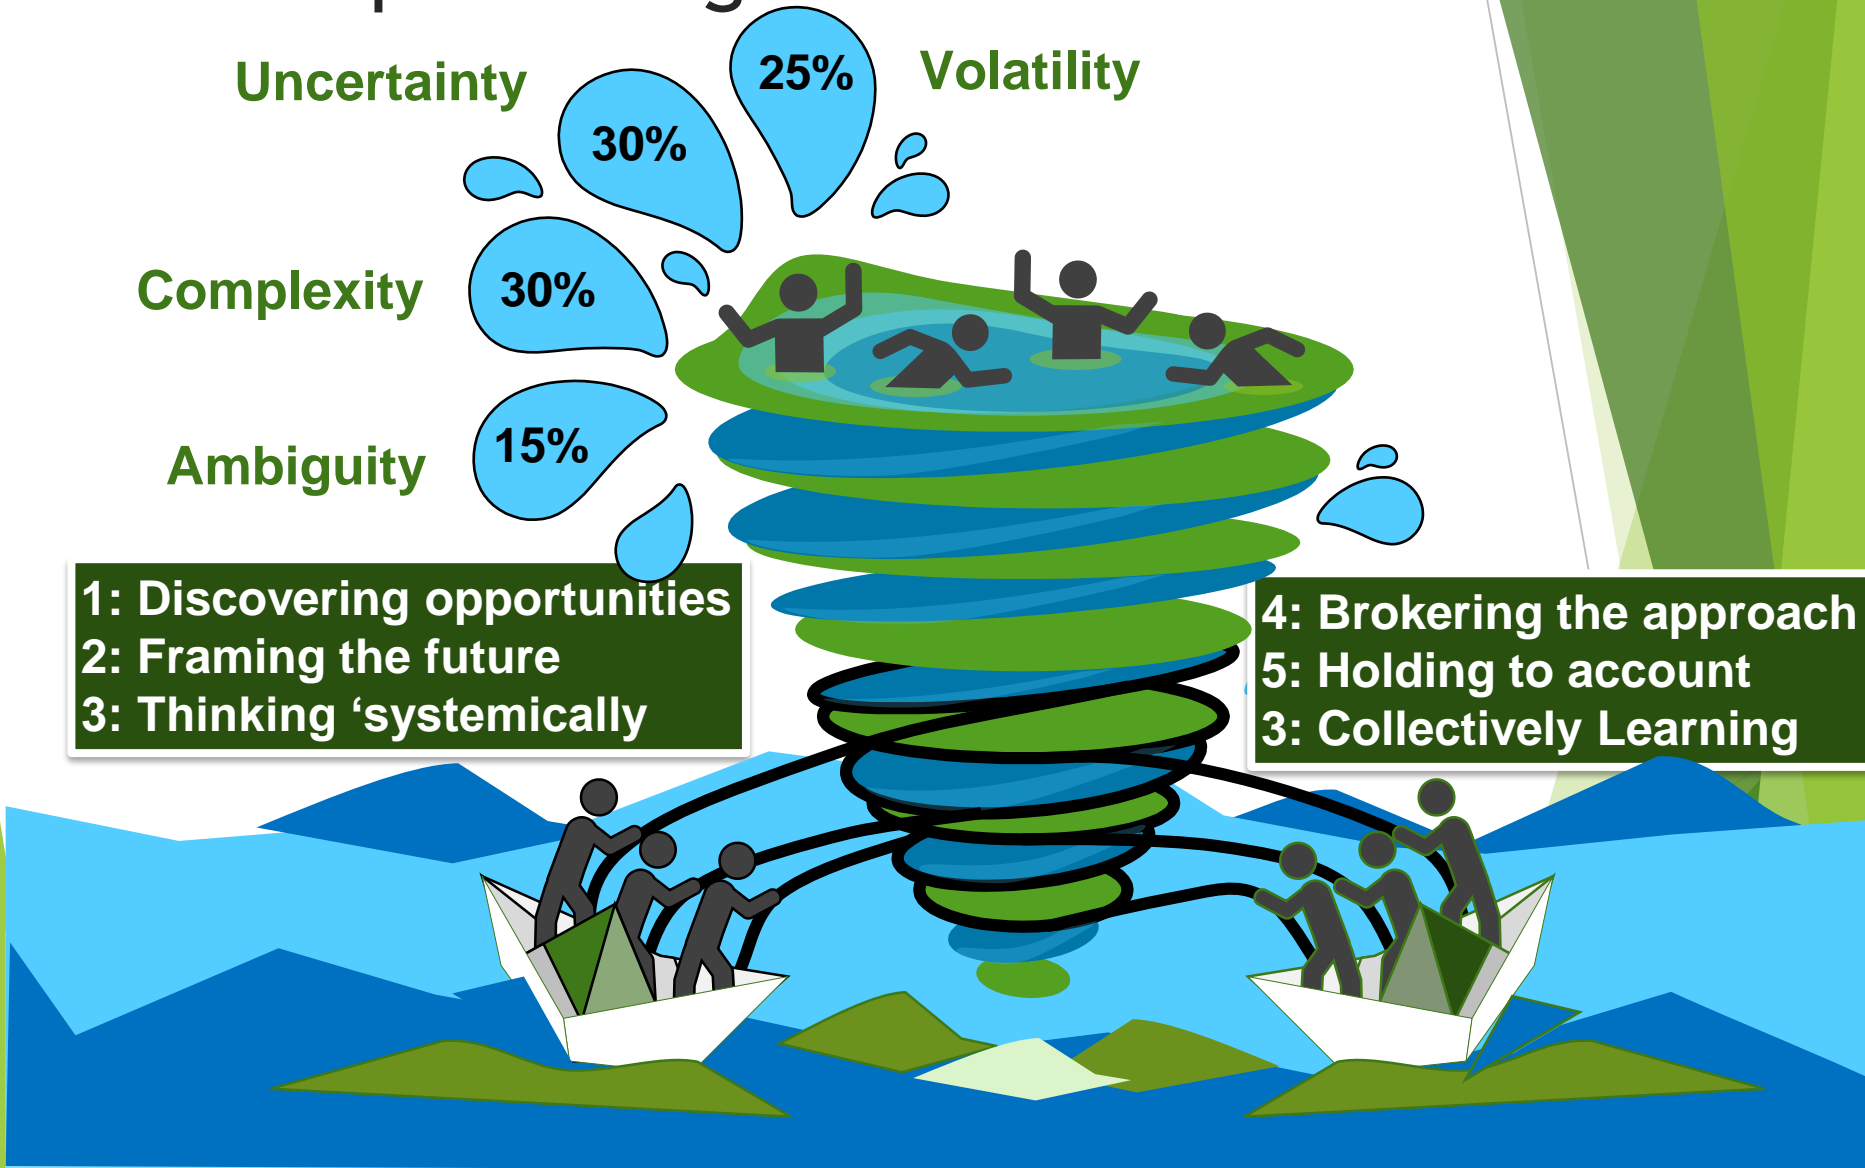 Uncertainty
30%
25%
Volatility
Complexity
30%
Ambiguity
15%
1: Discovering opportunities
2: Framing the future
3: Thinking ‘systemically
4: Brokering the approach
5: Holding to account
3: Collectively Learning